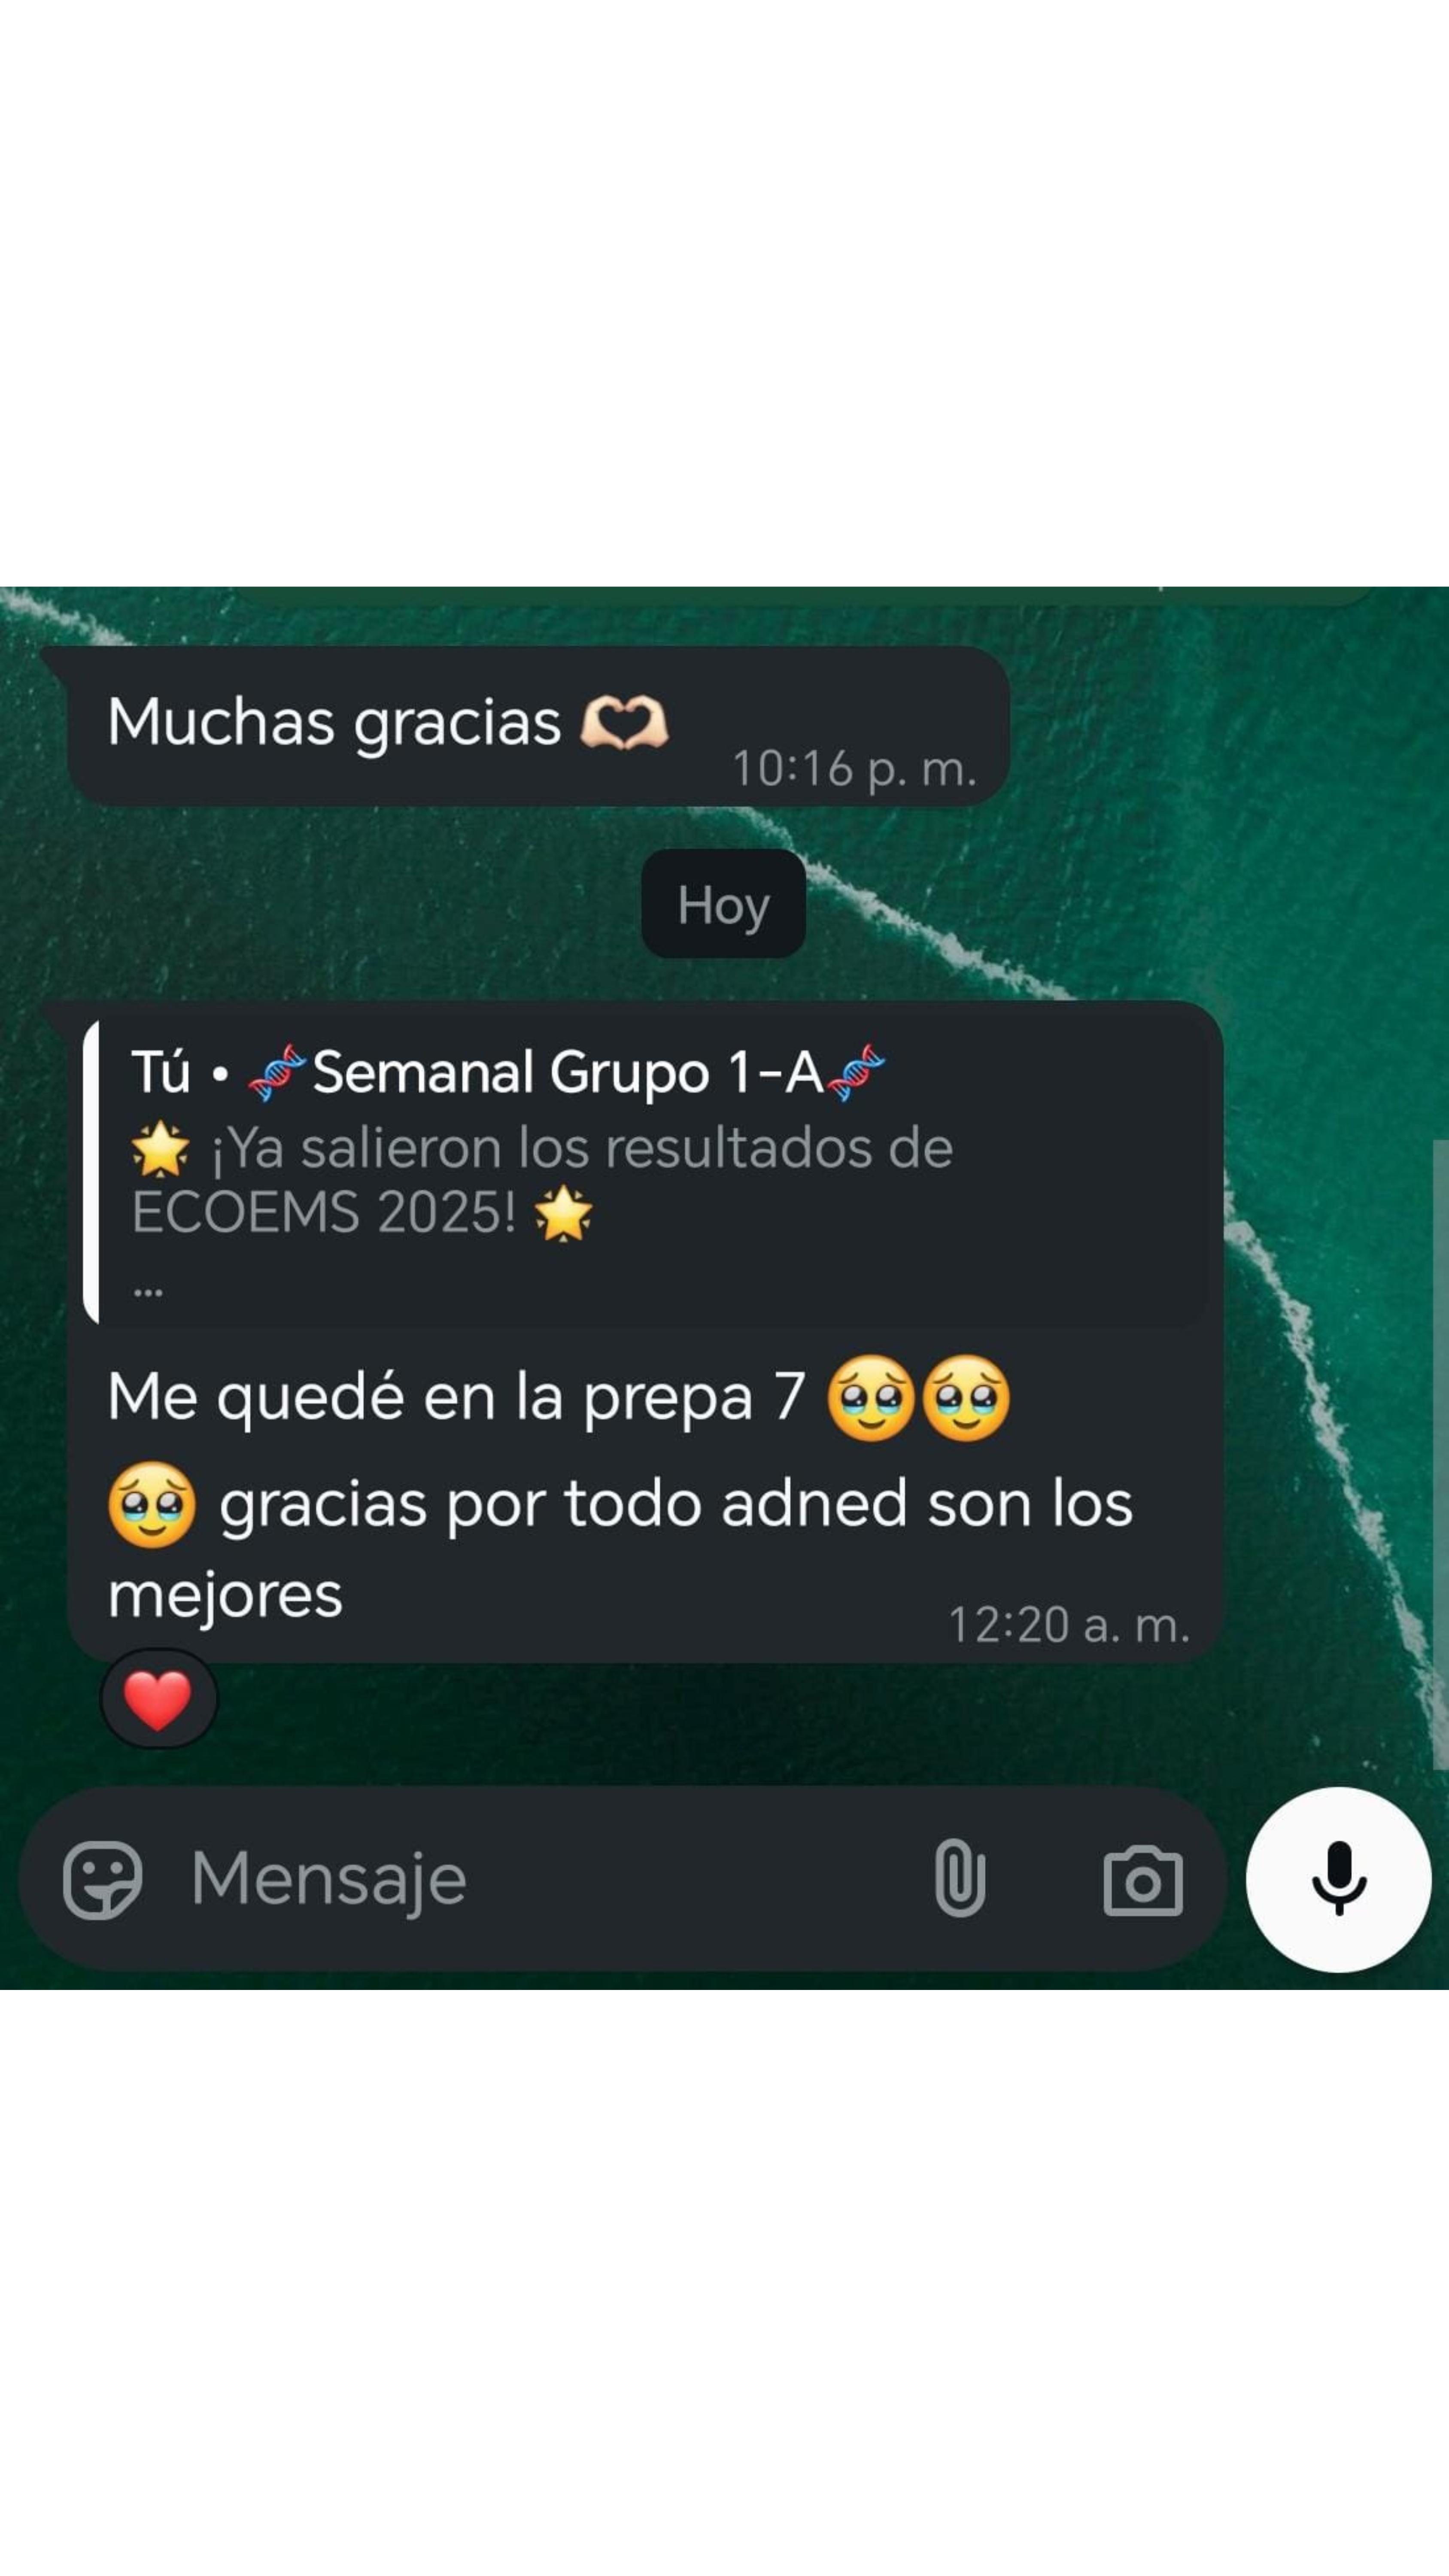 Muchas gracias 🫶🏻
10:16 p. m.
Hoy
Tú • 🧬Semanal Grupo 1-A🧬
🌟 ¡Ya salieron los resultados de
ECOEMS 2025! 🌟
...
Me quedé en la prepa 7 🥹🥹
🥹 gracias por todo adned son los
mejores
12:20 a. m.
❤️
Mensaje